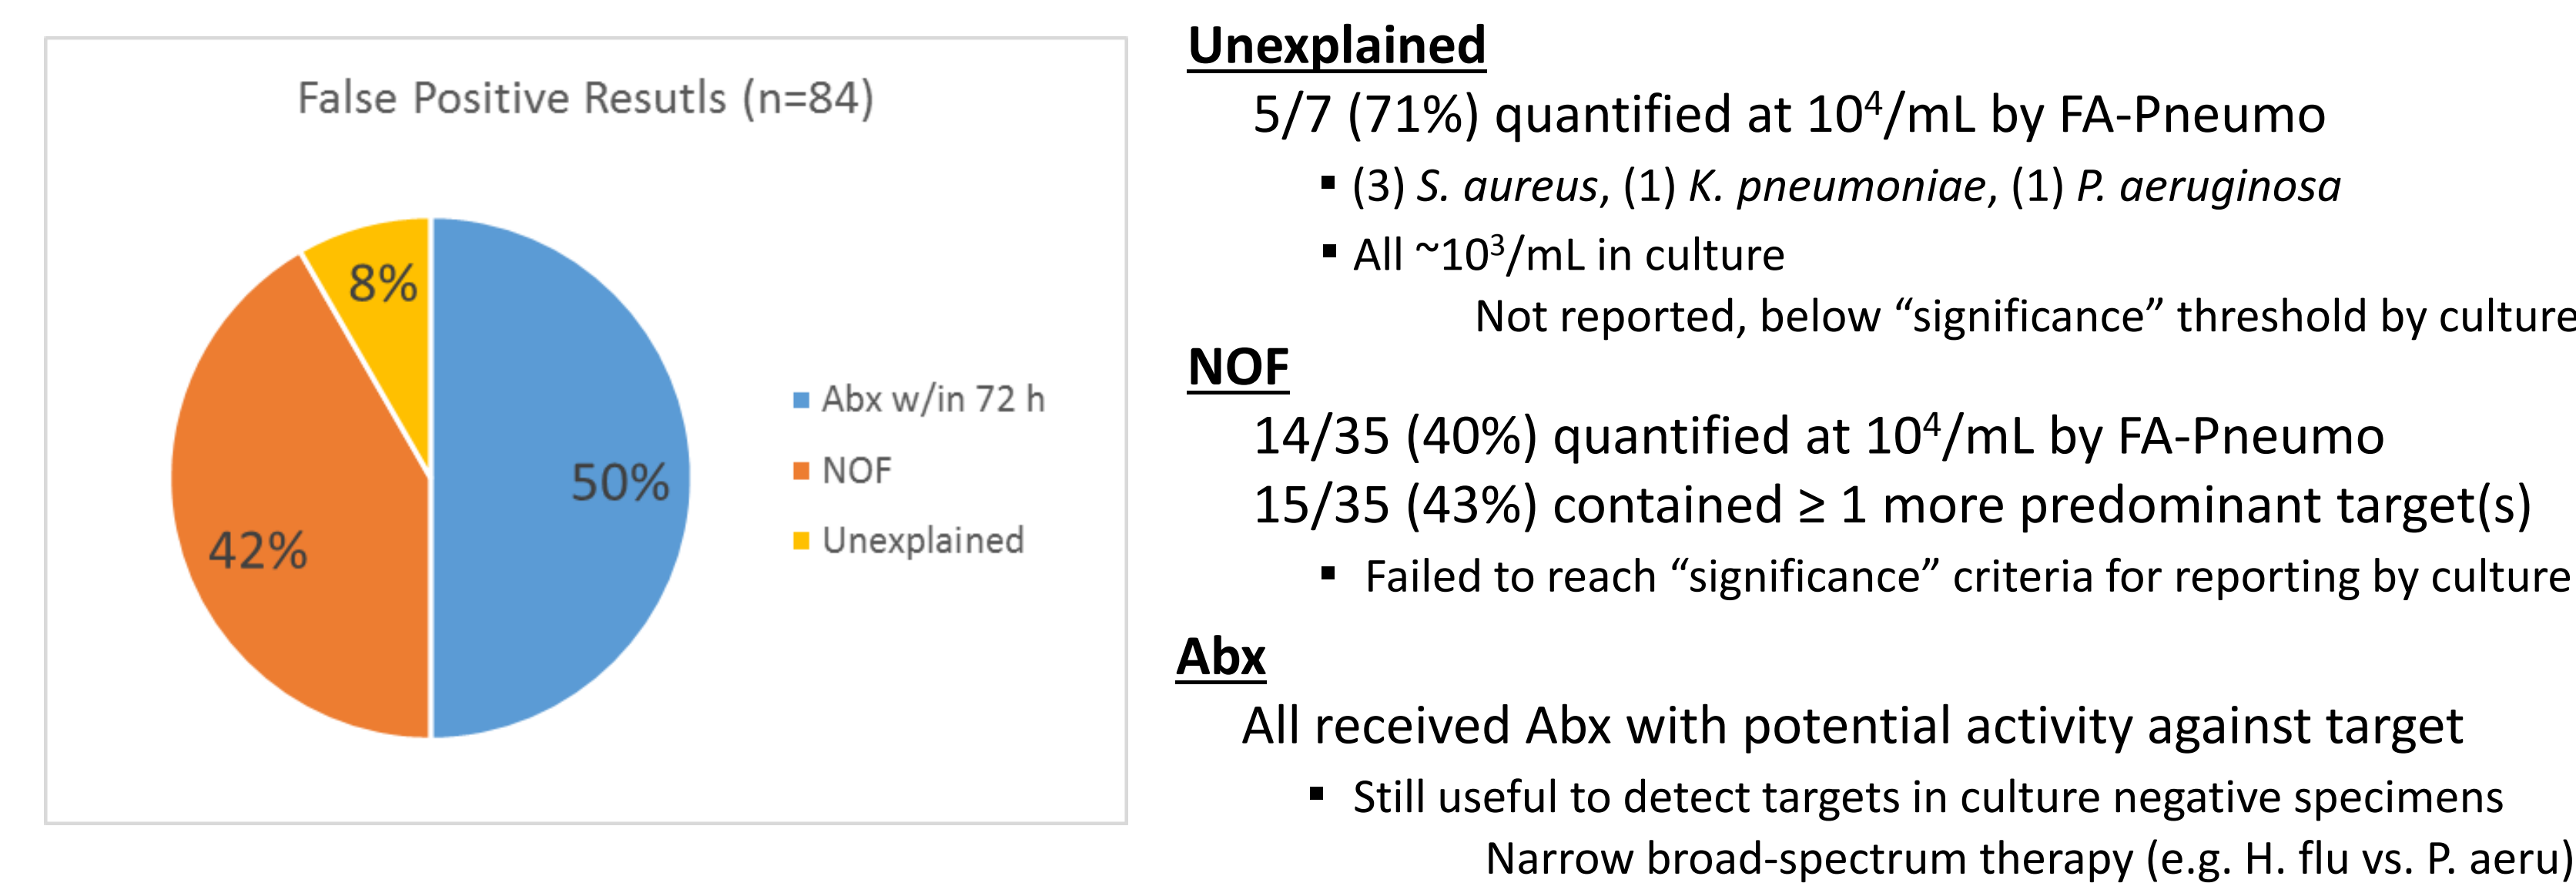 False Positive Resutls (n=84)
8%
50%
42%
Abx w/in 72 h
NOF
Unexplained
Unexplained
5/7 (71%) quantified at 10⁴/mL by FA-Pneumo
▪ (3) S. aureus, (1) K. pneumoniae, (1) P. aeruginosa
▪ All ~10³/mL in culture
Not reported, below “significance” threshold by culture
NOF
14/35 (40%) quantified at 10⁴/mL by FA-Pneumo
15/35 (43%) contained ≥ 1 more predominant target(s)
▪ Failed to reach “significance” criteria for reporting by culture
Abx
All received Abx with potential activity against target
▪ Still useful to detect targets in culture negative specimens
Narrow broad-spectrum therapy (e.g. H. flu vs. P. aeru)